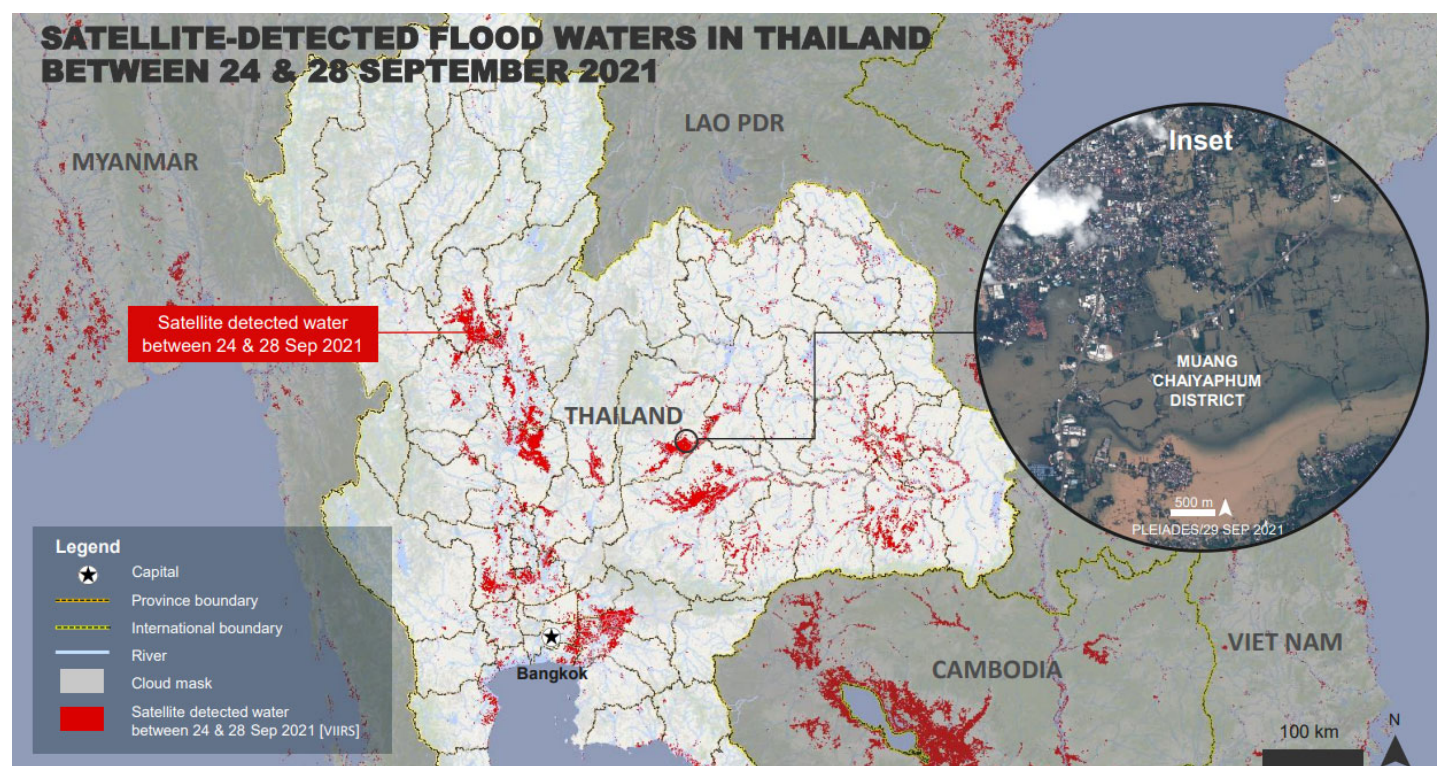 SATELLITE-DETECTED FLOOD WATERS IN THAILAND
BETWEEN 24 & 28 SEPTEMBER 2021
LAO PDR
MYANMAR
Inset
Satellite detected water
between 24 & 28 Sep 2021
MUANG
CHAIYAPHUM
DISTRICT
THAILAND
500 m
PLEIADES/29 SEP 2021
Legend
Capital
Province boundary
International boundary
River
Cloud mask
Satellite detected water
between 24 & 28 Sep 2021 [VIIRS]
Bangkok
CAMBODIA
VIET NAM
100 km
N